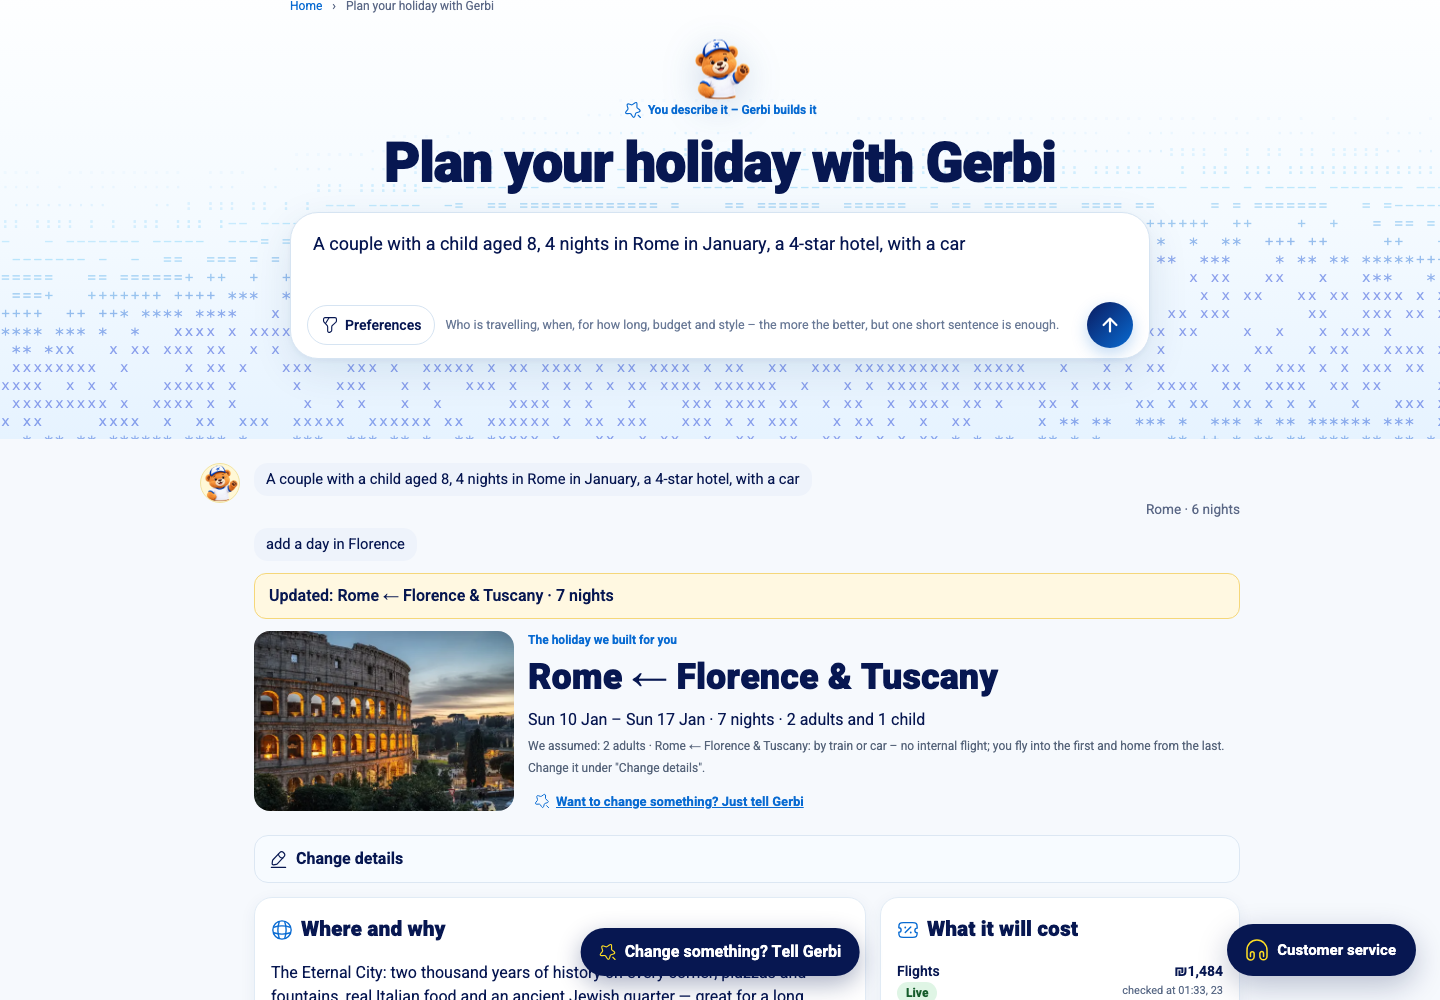 Home › Plan your holiday with Gerbi
You describe it – Gerbi builds it
Plan your holiday with Gerbi
A couple with a child aged 8, 4 nights in Rome in January, a 4-star hotel, with a car
Preferences
Who is travelling, when, for how long, budget and style – the more the better, but one short sentence is enough.
A couple with a child aged 8, 4 nights in Rome in January, a 4-star hotel, with a car
Rome · 6 nights
add a day in Florence
Updated: Rome ← Florence & Tuscany · 7 nights
The holiday we built for you
Rome ← Florence & Tuscany
Sun 10 Jan – Sun 17 Jan · 7 nights · 2 adults and 1 child
We assumed: 2 adults · Rome ← Florence & Tuscany: by train or car – no internal flight; you fly into the first and home from the last.
Change it under "Change details".
Want to change something? Just tell Gerbi
Change details
Where and why
The Eternal City: two thousand years of history on every corner, piazzas and
fountains, real Italian food and an ancient Jewish quarter — great for a long
What it will cost
Flights
₪1,484
Live
checked at 01:33, 23
Change something? Tell Gerbi
Customer service